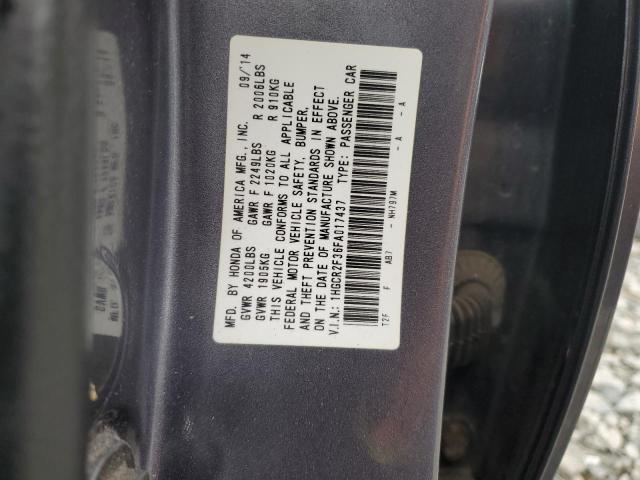 MFD. BY HONDA OF AMERICA MFG., INC. 09/'14
GVWR 4200LBS GAWR F 2249LBS R 2006LBS
GVWR 1905KG GAWR F 1020KG R 910KG
THIS VEHICLE CONFORMS TO ALL APPLICABLE
FEDERAL MOTOR VEHICLE SAFETY, BUMPER,
AND THEFT PREVENTION STANDARDS IN EFFECT
ON THE DATE OF MANUFACTURE SHOWN ABOVE.
V.I.N.: 1HGCR2F36FA017437 TYPE: PASSENGER CAR
T2F F AB7 - NH797M - A - A